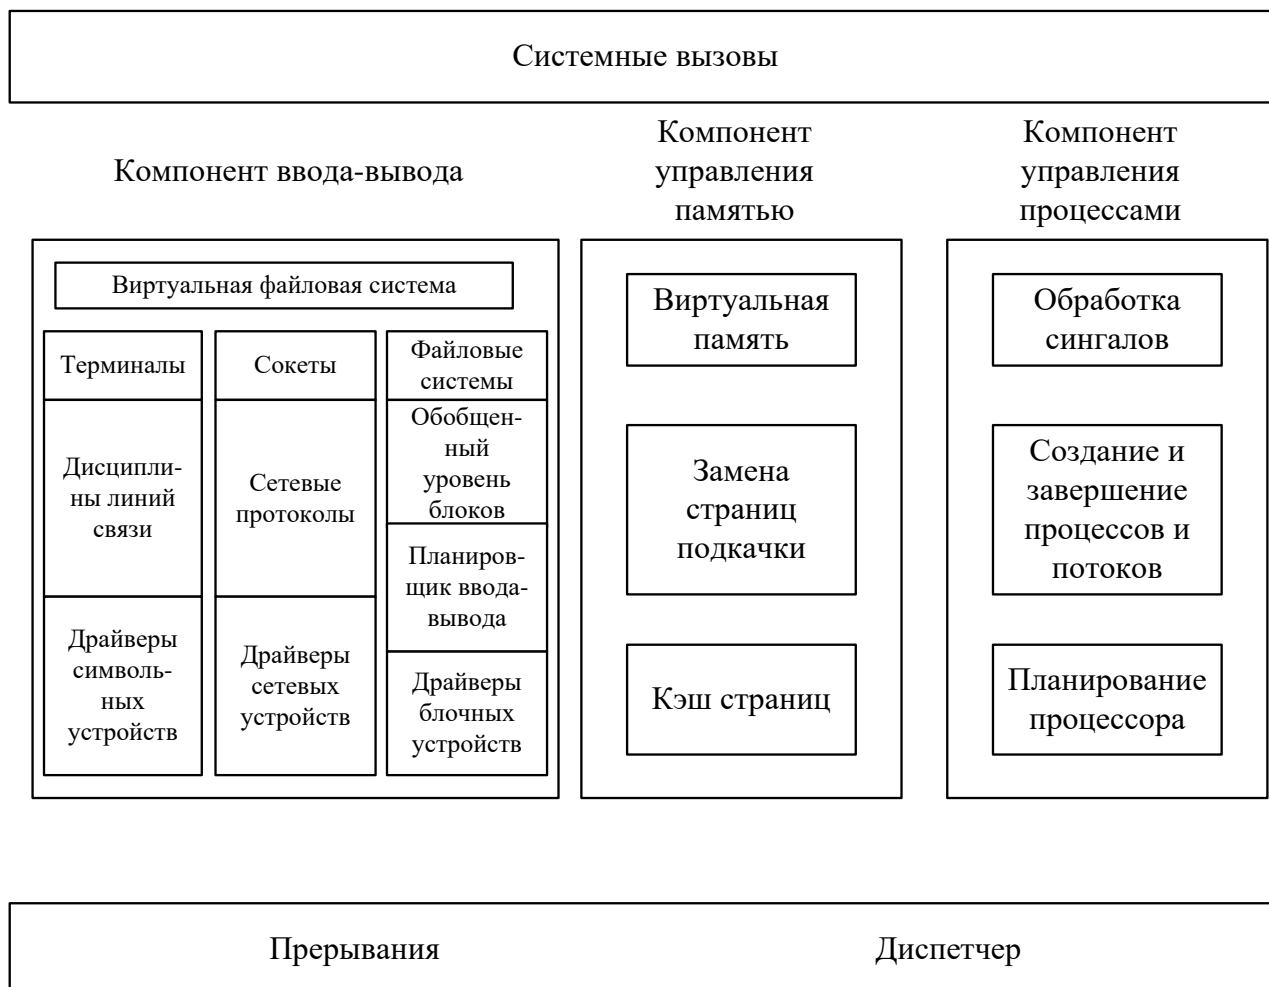 Системные вызовы
Компонент ввода-вывода
Компонент
управления
памятью
Компонент
управления
процессами
Виртуальная файловая система
Терминалы
Дисципли-
ны линий
связи
Драйверы
символь-
ных
устройств
Сокеты
Сетевые
протоколы
Драйверы
сетевых
устройств
Файловые
системы
Обобщен-
ный
уровень
блоков
Планиров-
щик ввода-
вывода
Драйверы
блочных
устройств
Виртуальная
память
Замена
страниц
подкачки
Кэш страниц
Обработка
сингалов
Создание и
завершение
процессов и
потоков
Планирование
процессора
Прерывания
Диспетчер